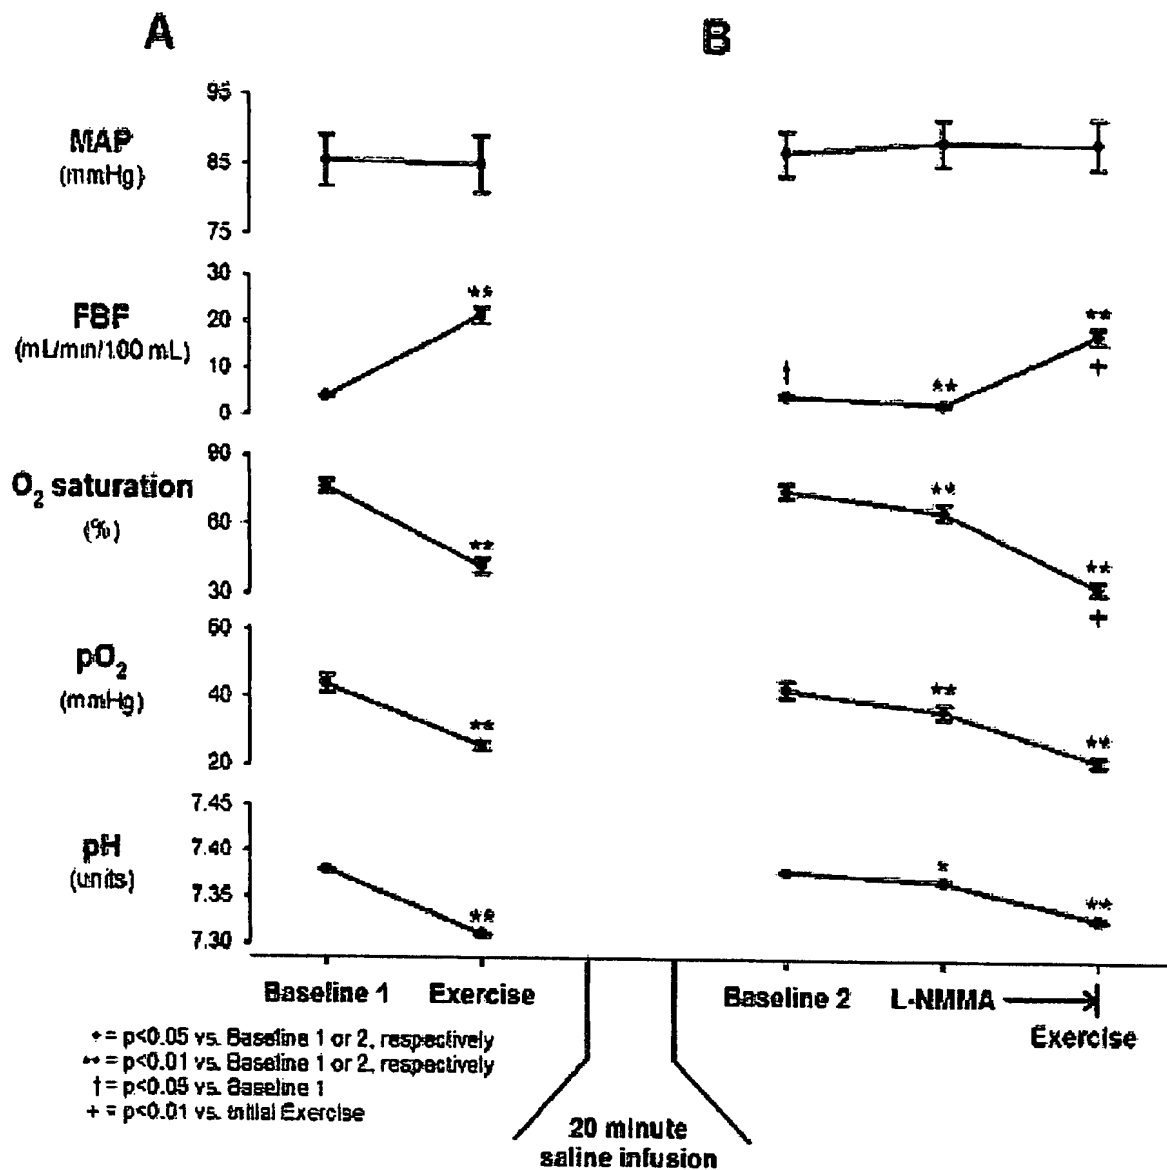 A
B
MAP
(mmHg)
95
85
75
FBF
(mL/min/100 mL)
30
20
10
0
**
†
**
**
+
O₂ saturation
(%)
90
60
30
**
**
**
+
pO₂
(mmHg)
60
40
20
**
**
**
pH
(units)
7.45
7.40
7.35
7.30
**
*
**
Baseline 1 Exercise
Baseline 2 L-NMMA
Exercise
* = p<0.05 vs. Baseline 1 or 2, respectively
** = p<0.01 vs. Baseline 1 or 2, respectively
† = p<0.05 vs. Baseline 1
+ = p<0.01 vs. Initial Exercise
20 minute
saline infusion